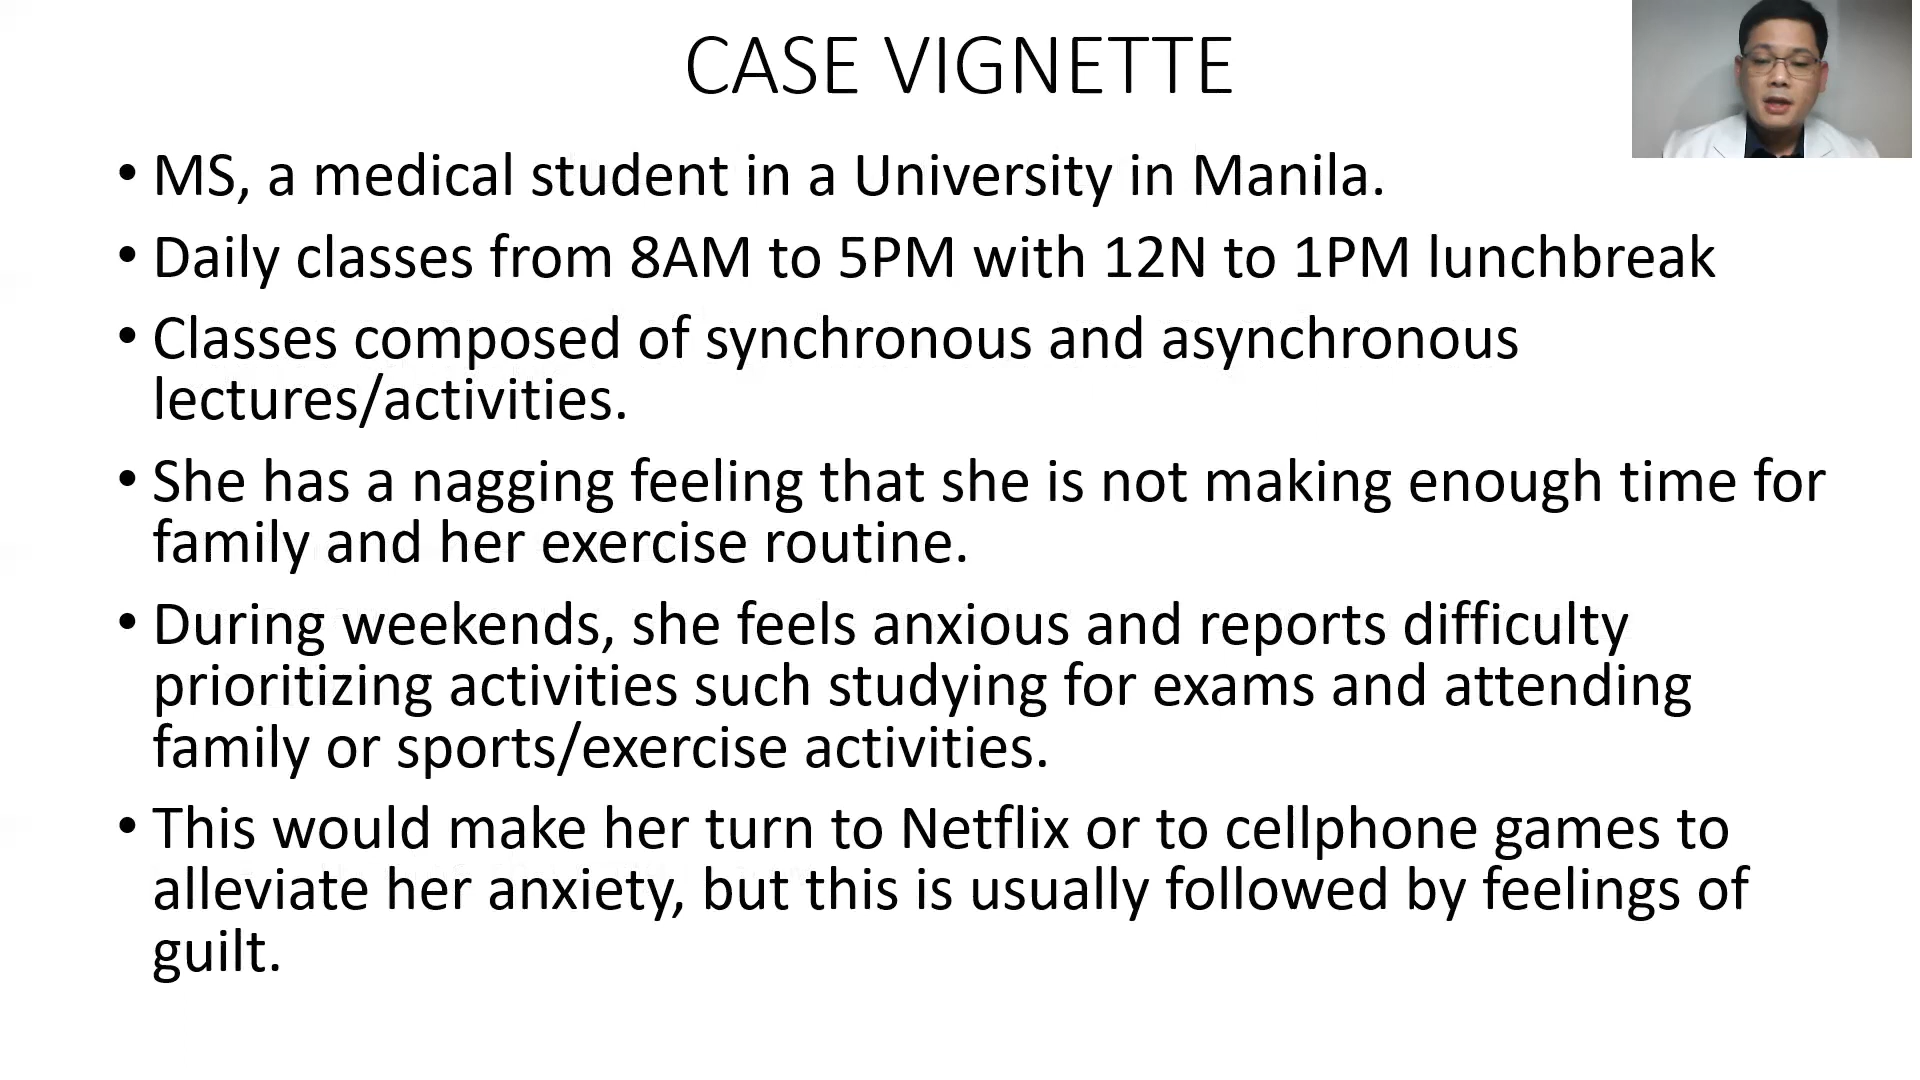 CASE VIGNETTE
• MS, a medical student in a University in Manila.
• Daily classes from 8AM to 5PM with 12N to 1PM lunchbreak
• Classes composed of synchronous and asynchronous
lectures/activities.
• She has a nagging feeling that she is not making enough time for
family and her exercise routine.
• During weekends, she feels anxious and reports difficulty
prioritizing activities such studying for exams and attending
family or sports/exercise activities.
• This would make her turn to Netflix or to cellphone games to
alleviate her anxiety, but this is usually followed by feelings of
guilt.